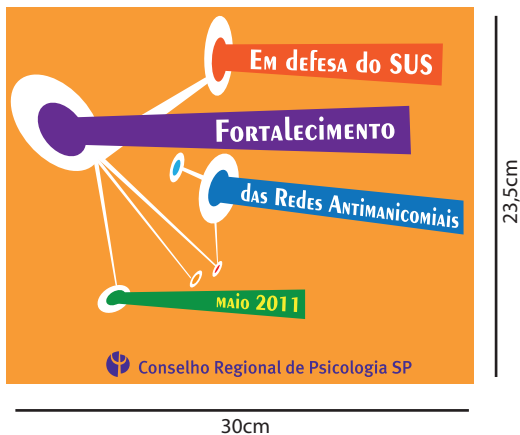 Em defesa do SUS
Fortalecimento
das Redes Antimanicomiais
maio 2011
Conselho Regional de Psicologia SP
23,5cm
30cm